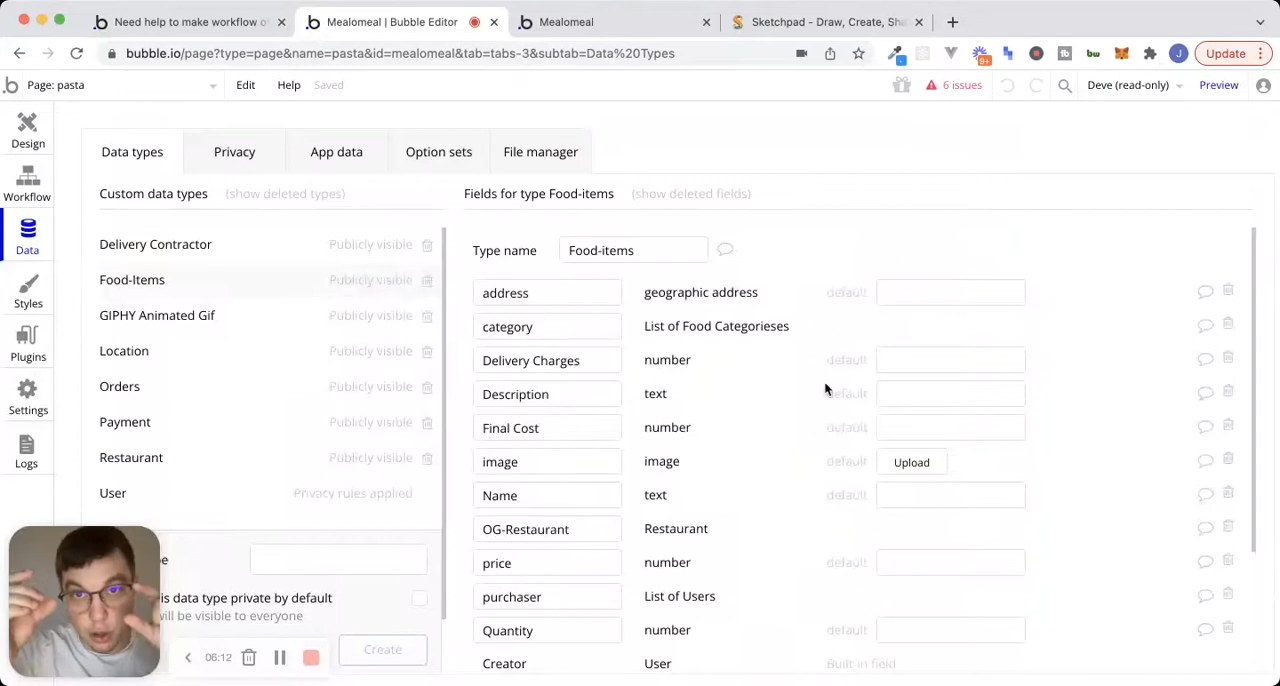 Need help to make workflow of
Mealomeal | Bubble Editor
Mealomeal
Sketchpad - Draw, Create, Sha
bubble.io/page?type=page&name=pasta&id=mealomeal&tab=tabs-3&subtab=Data%20Types
9+
J
Update
Page: pasta
Edit
Help
Saved
6 issues
Deve (read-only)
Preview
Design
Workflow
Data
Styles
Plugins
Settings
Logs
Data types
Privacy
App data
Option sets
File manager
Custom data types
(show deleted types)
Fields for type Food-items
(show deleted fields)
Delivery Contractor
Publicly visible
Food-Items
Publicly visible
GIPHY Animated Gif
Publicly visible
Location
Publicly visible
Orders
Publicly visible
Payment
Publicly visible
Restaurant
Publicly visible
User
Privacy rules applied
is data type private by default
will be visible to everyone
Create
06:12
Type name
Food-items
address
geographic address
default
category
List of Food Categorieses
Delivery Charges
number
default
Description
text
default
Final Cost
number
default
image
image
default
Upload
Name
text
default
OG-Restaurant
Restaurant
price
number
default
purchaser
List of Users
Quantity
number
default
Creator
User
Built-in field